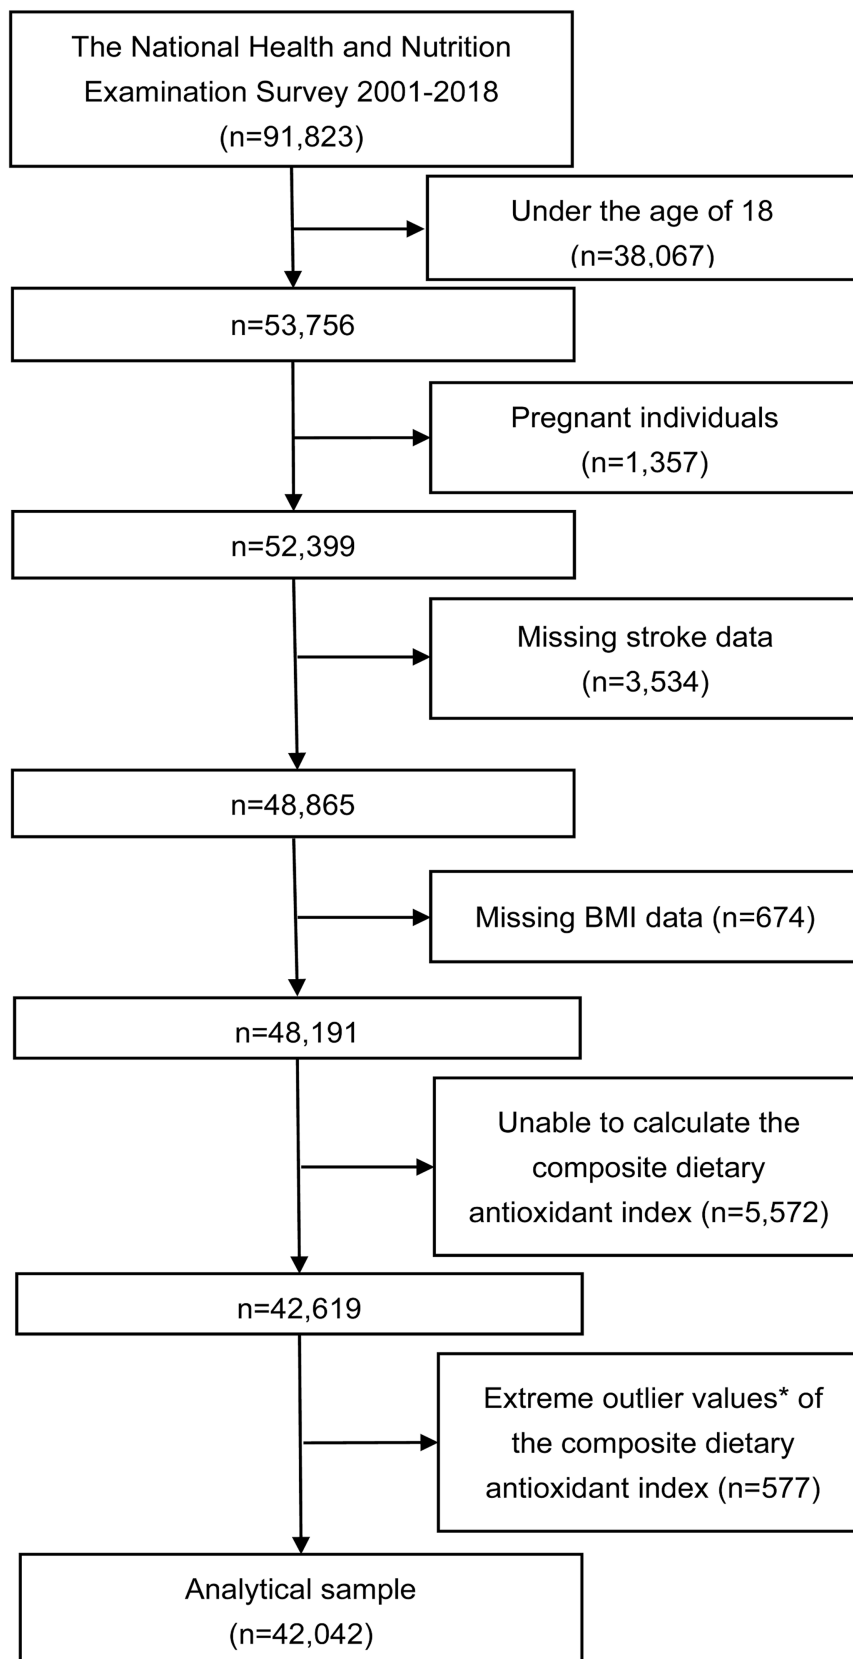 The National Health and Nutrition
Examination Survey 2001-2018
(n=91,823)
Under the age of 18
(n=38,067)
n=53,756
Pregnant individuals
(n=1,357)
n=52,399
Missing stroke data
(n=3,534)
n=48,865
Missing BMI data (n=674)
n=48,191
Unable to calculate the
composite dietary
antioxidant index (n=5,572)
n=42,619
Extreme outlier values* of
the composite dietary
antioxidant index (n=577)
Analytical sample
(n=42,042)